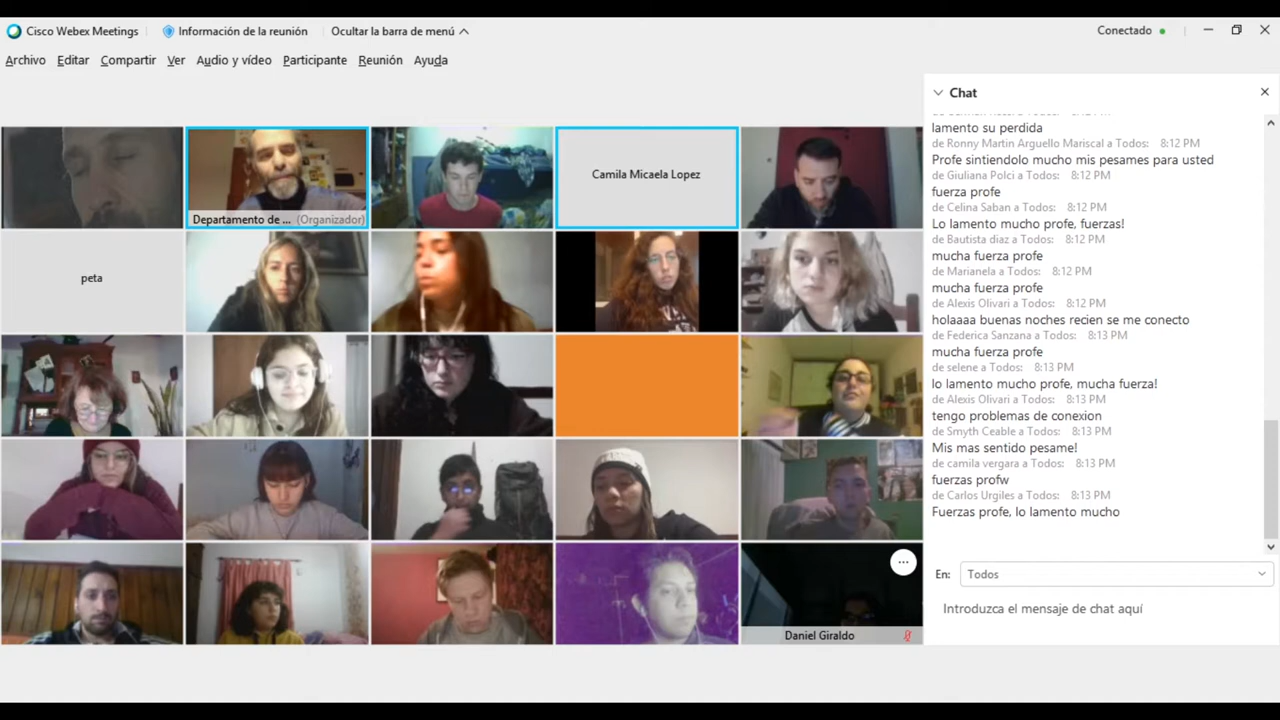 Cisco Webex Meetings
Información de la reunión
Ocultar la barra de menú
Conectado
Archivo Editar Compartir Ver Audio y vídeo Participante Reunión Ayuda
Departamento de ... (Organizador)
Camila Micaela Lopez
peta
Daniel Giraldo
Chat
lamento su perdida
de Ronny Martin Arguello Mariscal a Todos: 8:12 PM
Profe sintiendolo mucho mis pesames para usted
de Giuliana Polci a Todos: 8:12 PM
fuerza profe
de Celina Saban a Todos: 8:12 PM
Lo lamento mucho profe, fuerzas!
de Bautista diaz a Todos: 8:12 PM
mucha fuerza profe
de Marianela a Todos: 8:12 PM
mucha fuerza profe
de Alexis Olivari a Todos: 8:12 PM
holaaaa buenas noches recien se me conecto
de Federica Sanzana a Todos: 8:13 PM
mucha fuerza profe
de selene a Todos: 8:13 PM
lo lamento mucho profe, mucha fuerza!
de Alexis Olivari a Todos: 8:13 PM
tengo problemas de conexion
de Smyth Ceable a Todos: 8:13 PM
Mis mas sentido pesame!
de camila vergara a Todos: 8:13 PM
fuerzas profw
de Carlos Urgiles a Todos: 8:13 PM
Fuerzas profe, lo lamento mucho
En: Todos
Introduzca el mensaje de chat aquí